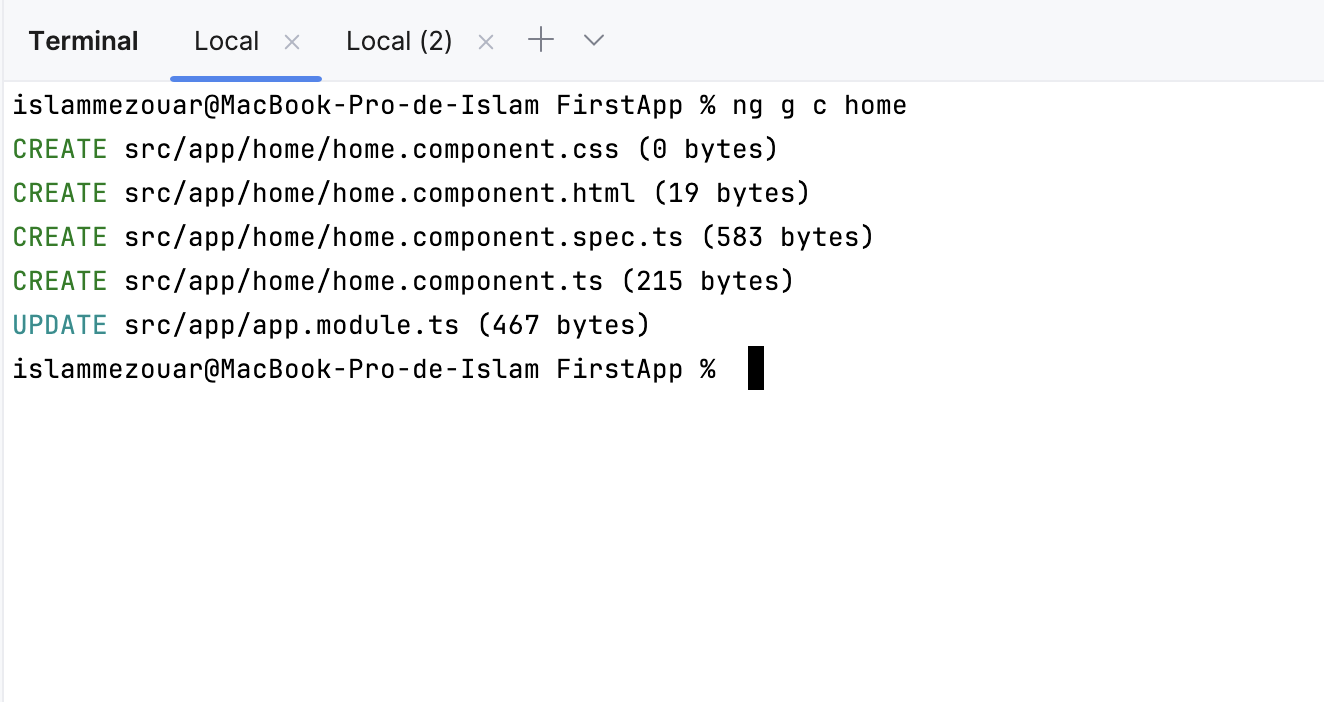 Terminal Local Local (2)
islammezouar@MacBook-Pro-de-Islam FirstApp % ng g c home
CREATE src/app/home/home.component.css (0 bytes)
CREATE src/app/home/home.component.html (19 bytes)
CREATE src/app/home/home.component.spec.ts (583 bytes)
CREATE src/app/home/home.component.ts (215 bytes)
UPDATE src/app/app.module.ts (467 bytes)
islammezouar@MacBook-Pro-de-Islam FirstApp %